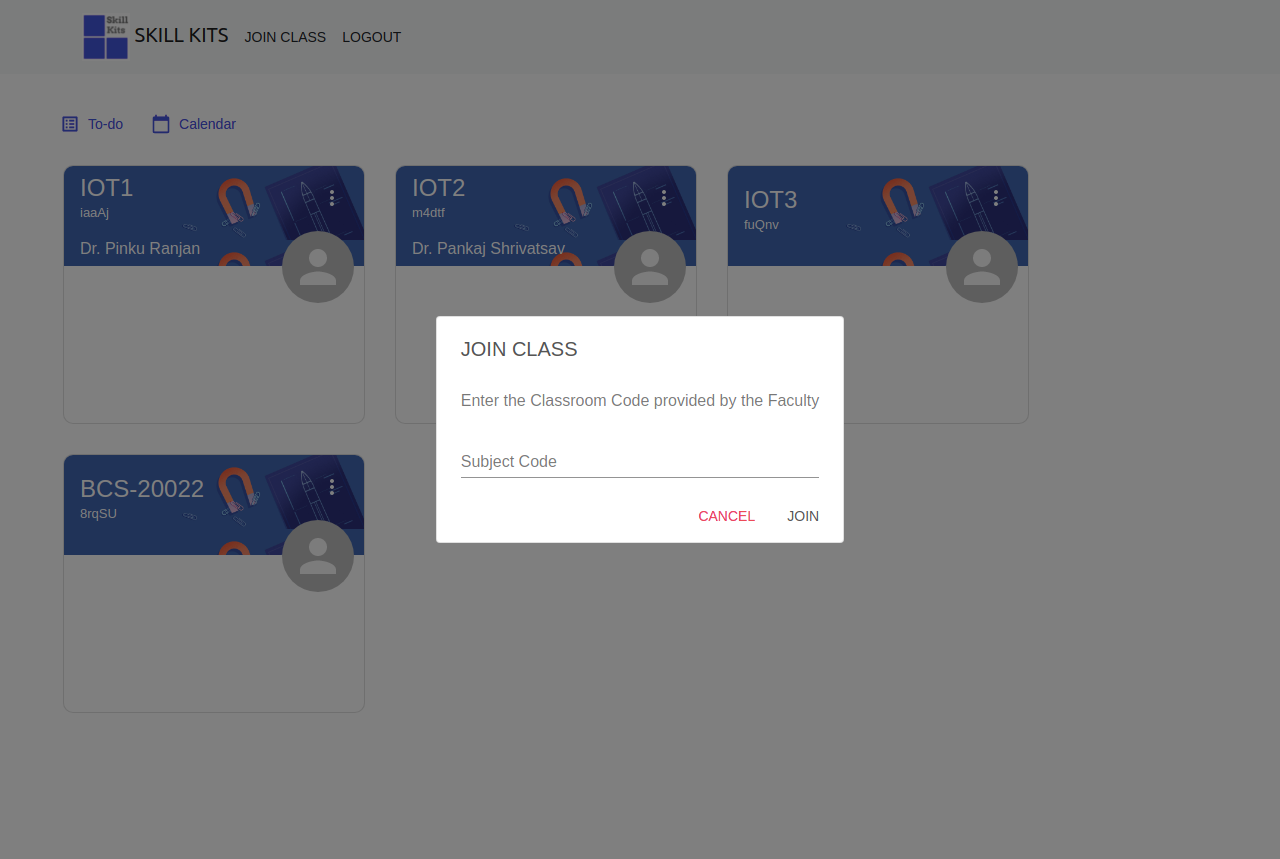 Skill
Kits
SKILL KITS JOIN CLASS LOGOUT
To-do Calendar
IOT1
iaaAj
Dr. Pinku Ranjan
IOT2
m4dtf
Dr. Pankaj Shrivatsav
IOT3
fuQnv
BCS-20022
8rqSU
JOIN CLASS
Enter the Classroom Code provided by the Faculty
Subject Code
CANCEL JOIN